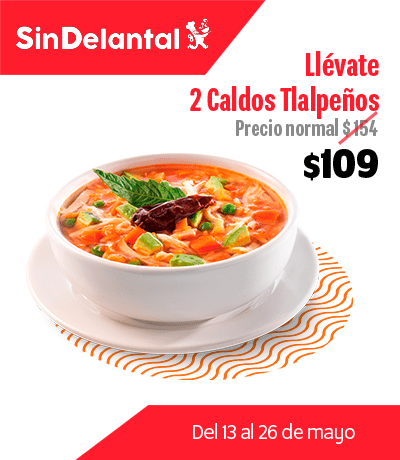 SinDelantal
Llévate
2 Caldos Tlalpeños
Precio normal $154
$109
Del 13 al 26 de mayo